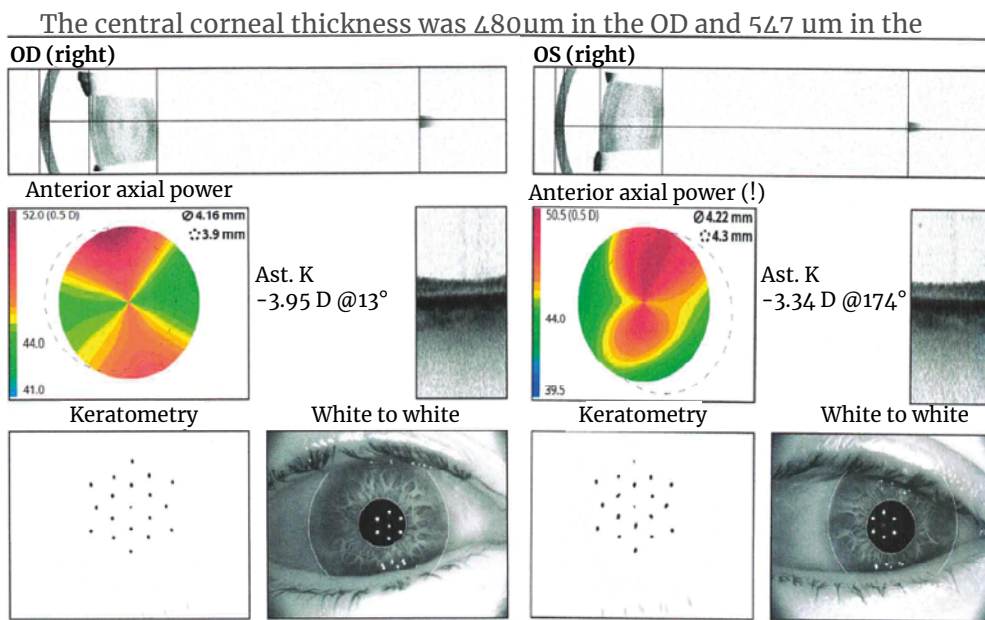 The central corneal thickness was 480um in the OD and 547 um in the
OD (right)
OS (right)
Anterior axial power
Anterior axial power (!)
52.0 (0.5 D)
Ø 4.16 mm
3.9 mm
44.0
41.0
Ast. K
-3.95 D @13°
50.5 (0.5 D)
Ø 4.22 mm
4.3 mm
44.0
39.5
Ast. K
-3.34 D @174°
Keratometry
White to white
Keratometry
White to white